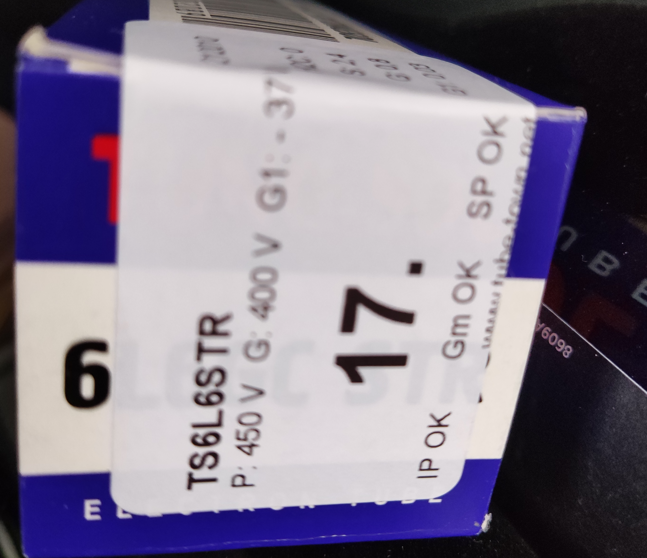 TS6L6STR
P: 450 V G: 400 V G1: - 37
17.
IP OK Gm OK SP OK
www.tube-town.net
6
ELECTRON TUBE